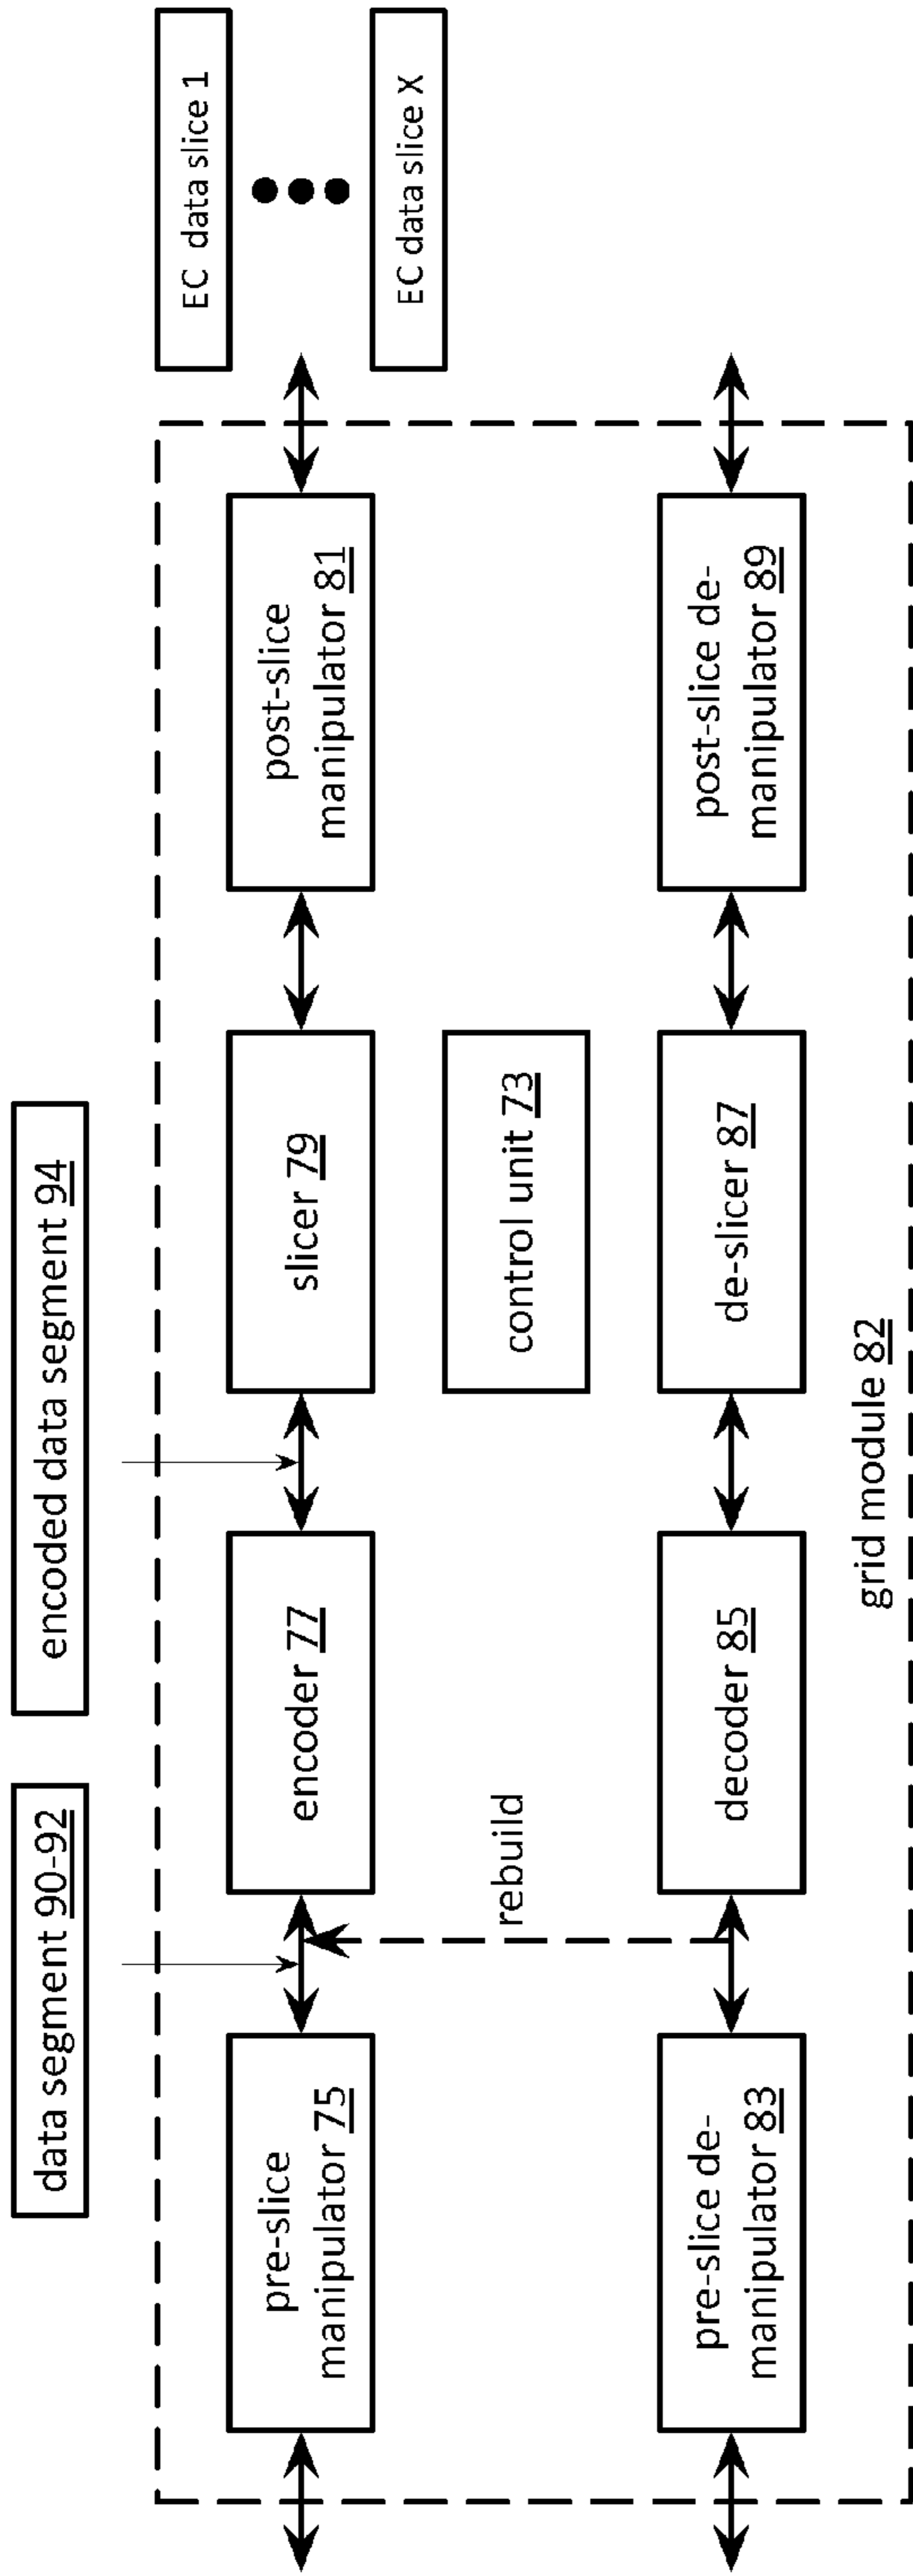 data segment 90-92
encoded data segment 94
EC data slice 1
EC data slice X
pre-slice
manipulator 75
encoder 77
slicer 79
post-slice
manipulator 81
rebuild
control unit 73
pre-slice de-
manipulator 83
decoder 85
de-slicer 87
post-slice de-
manipulator 89
grid module 82